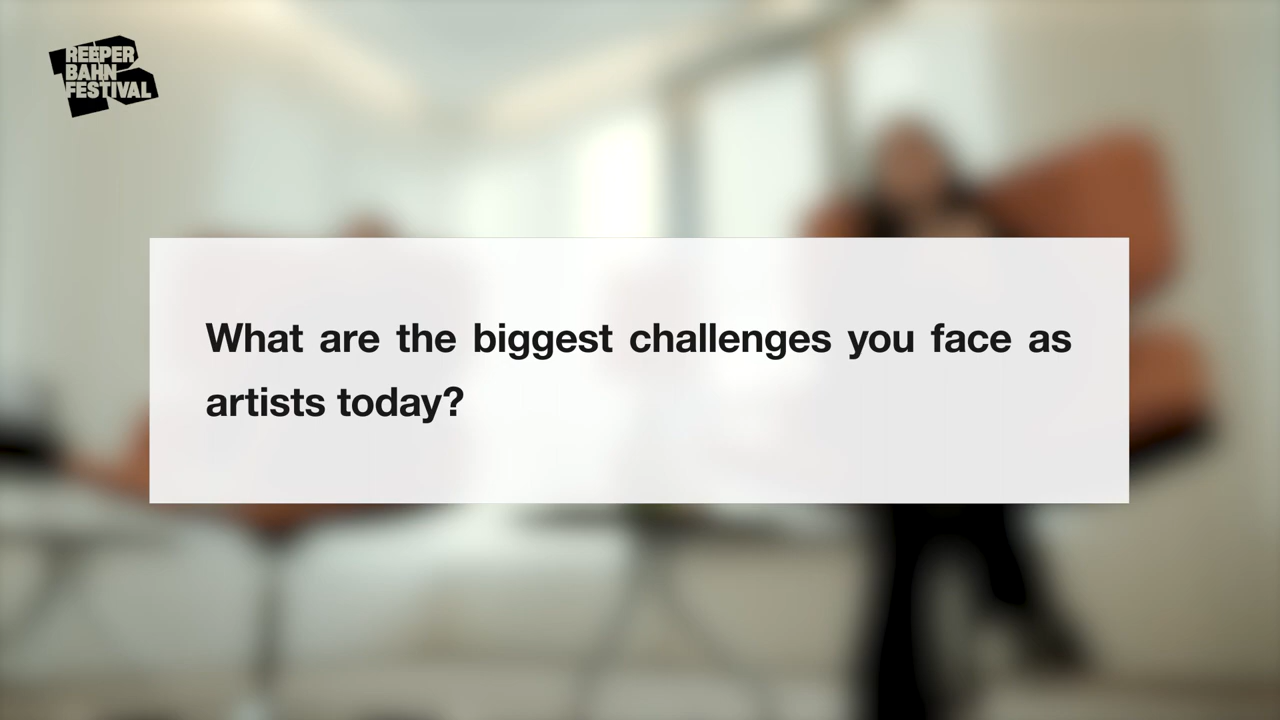 REEPER
BAHN
FESTIVAL
What are the biggest challenges you face as
artists today?